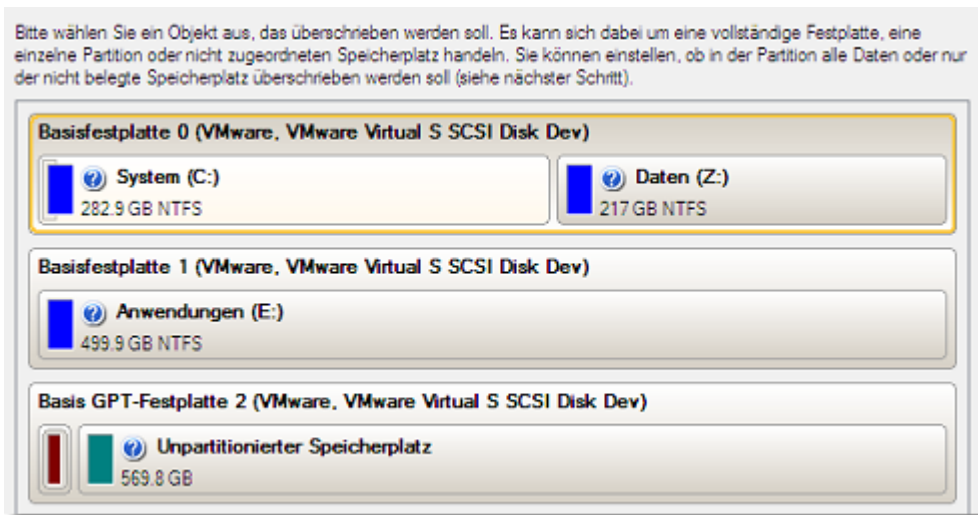 Bitte wählen Sie ein Objekt aus, das überschrieben werden soll. Es kann sich dabei um eine vollständige Festplatte, eine
einzelne Partition oder nicht zugeordneten Speicherplatz handeln. Sie können einstellen, ob in der Partition alle Daten oder nur
der nicht belegte Speicherplatz überschrieben werden soll (siehe nächster Schritt).
Basisfestplatte 0 (VMware, VMware Virtual S SCSI Disk Dev)
System (C:)
282.9 GB NTFS
Daten (Z:)
217 GB NTFS
Basisfestplatte 1 (VMware, VMware Virtual S SCSI Disk Dev)
Anwendungen (E:)
499.9 GB NTFS
Basis GPT-Festplatte 2 (VMware, VMware Virtual S SCSI Disk Dev)
Unpartitionierter Speicherplatz
569.8 GB